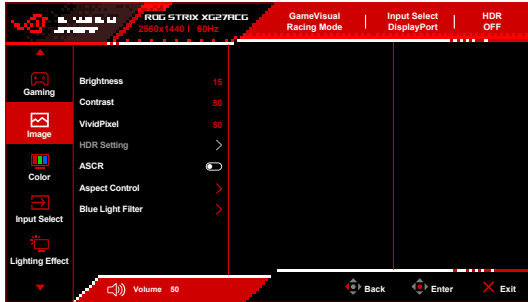 ROG STRIX XG27ACG
2560x1440 | 60Hz
GameVisual
Racing Mode
Input Select
DisplayPort
HDR
OFF
Gaming
Image
Color
Input Select
Lighting Effect
Brightness 15
Contrast 80
VividPixel 50
HDR Setting
ASCR
Aspect Control
Blue Light Filter
Volume 50
Back
Enter
Exit